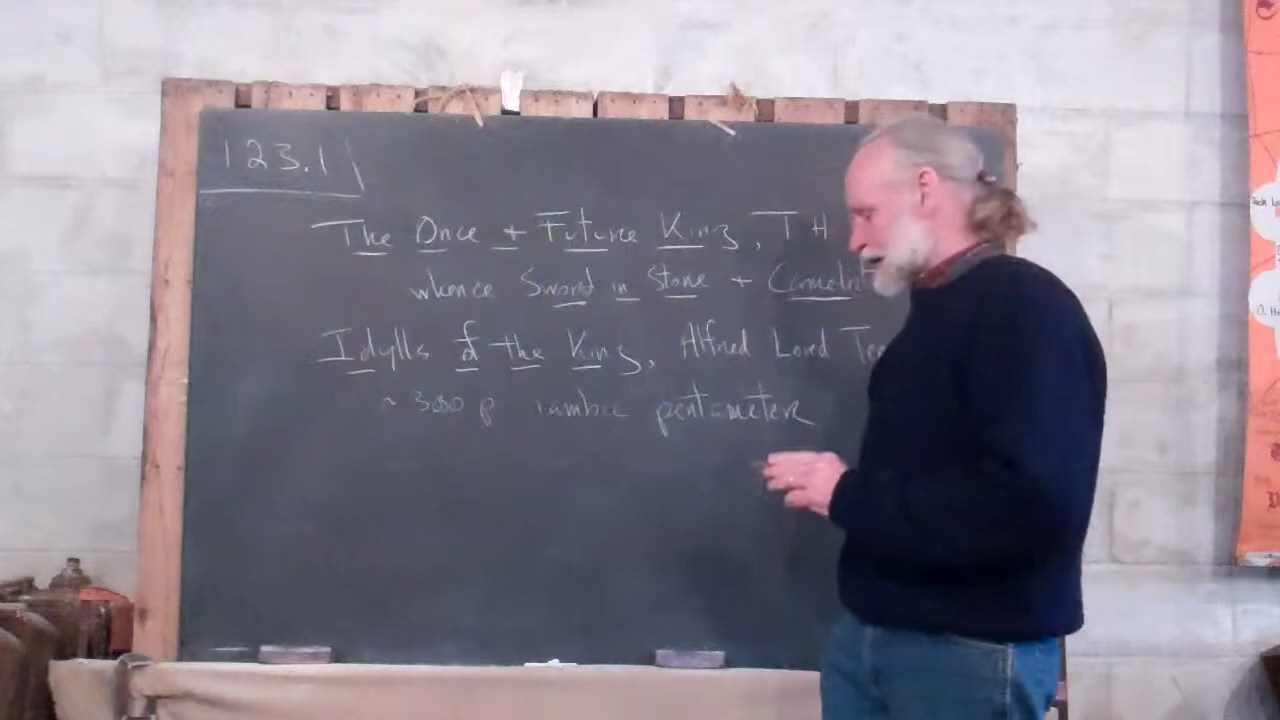 123.1
The Once + Future King, T H
whence Sword in Stone + Camelot
Idylls of the King, Alfred Lord
~ 300 p iambic pentameter